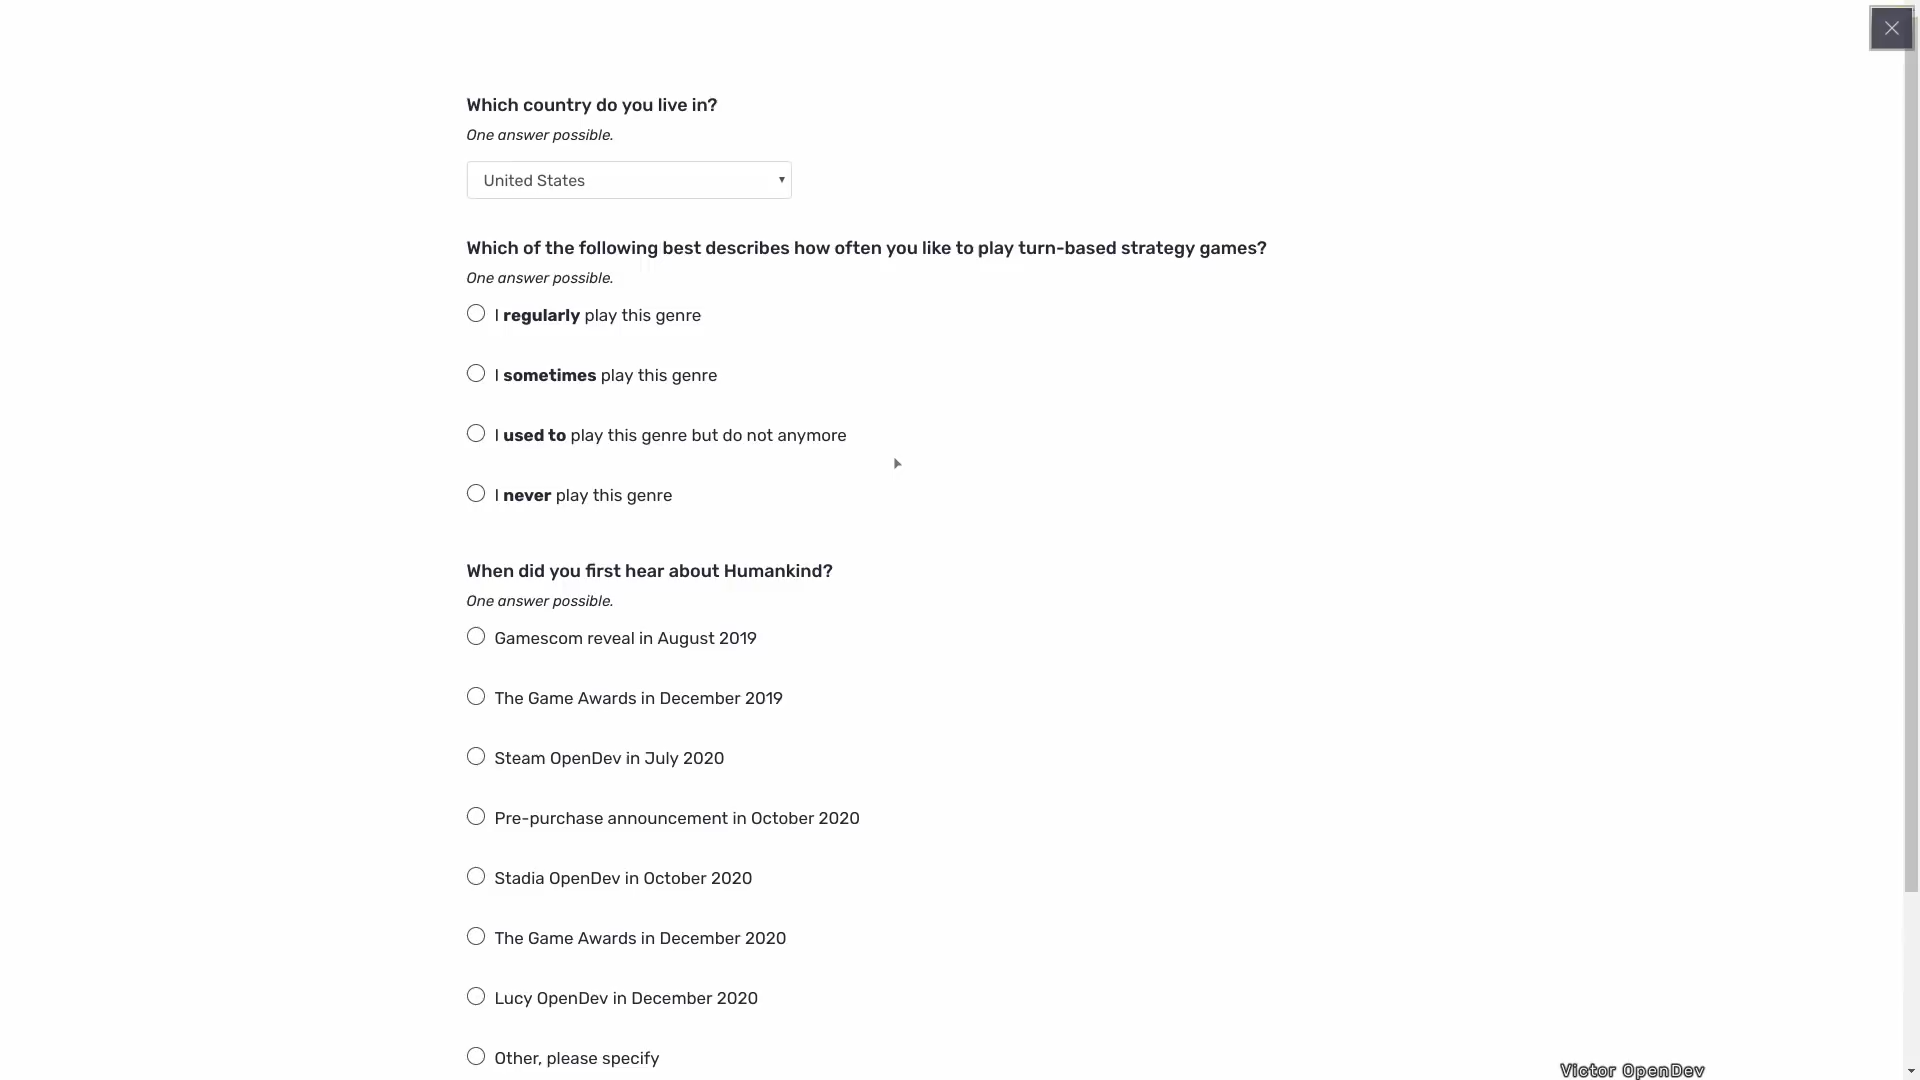 Which country do you live in?
One answer possible.
United States
Which of the following best describes how often you like to play turn-based strategy games?
One answer possible.
I regularly play this genre
I sometimes play this genre
I used to play this genre but do not anymore
I never play this genre
When did you first hear about Humankind?
One answer possible.
Gamescom reveal in August 2019
The Game Awards in December 2019
Steam OpenDev in July 2020
Pre-purchase announcement in October 2020
Stadia OpenDev in October 2020
The Game Awards in December 2020
Lucy OpenDev in December 2020
Other, please specify
Victor OpenDev